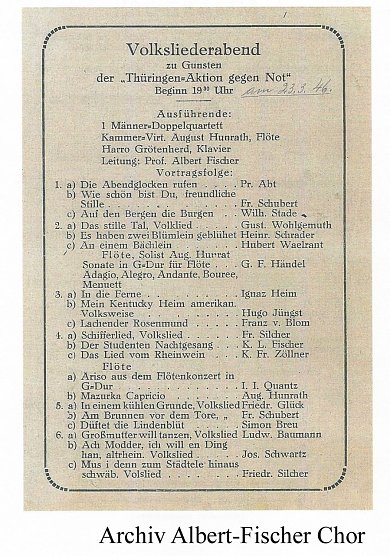 Volksliederabend
zu Gunsten
der „Thüringen=Aktion gegen Not"
Beginn 19³⁰ Uhr am 23.3.46.
Ausführende:
1 Männer=Doppelquartett
Kammer=Virt. August Hunrath, Flöte
Harro Grötenherd, Klavier
Leitung: Prof. Albert Fischer
Vortragsfolge:
1. a) Die Abendglocken rufen . . . . Pr. Abt
b) Wie schön bist Du, freundliche
Stille . . . . . . . . . . . Fr. Schubert
c) Auf den Bergen die Burgen . . Wilh. Stade
2. a) Das stille Tal, Volklied . . . . Gust. Wohlgemuth
b) Es haben zwei Blümlein geblühet Heinr. Schrader
c) An einem Bächlein . . . . . Hubert Waelrant
Flöte, Solist Aug. Hunrat
Sonate in G=Dur für Flöte . . G. F. Händel
Adagio, Alegro, Andante, Bouree,
Menuett
3. a) In die Ferne . . . . . . . . Ignaz Heim
b) Mein Kentucky Heim amerikan.
Volksweise . . . . . . . . . Hugo Jüngst
c) Lachender Rosenmund . . . . . Franz v. Blom
4. a) Schifferlied, Volkslied . . . . . Fr. Silcher
b) Der Studenten Nachtgesang . . K. L. Fischer
c) Das Lied vom Rheinwein . . . K. Fr. Zöllner
Flöte
a) Ariso aus dem Flötenkonzert in
G=Dur . . . . . . . . . . . I. I. Quantz
b) Mazurka Capricio . . . . . Aug. Hunrath
5. a) In einem kühlen Grunde, Volkslied Friedr. Glück
b) Am Brunnen vor dem Tore, „ Fr. Schubert
c) Düftet die Lindenblüt . . . . Simon Breu
6. a) Großmutter will tanzen, Volkslied Ludw. Baumann
b) Ach Modder, ich will en Ding
han, altrhein. Volkslied . . . Jos. Schwartz
c) Mus i denn zum Städtele hinaus
schwäb. Volslied . . . . . . Friedr. Silcher
Archiv Albert-Fischer Chor